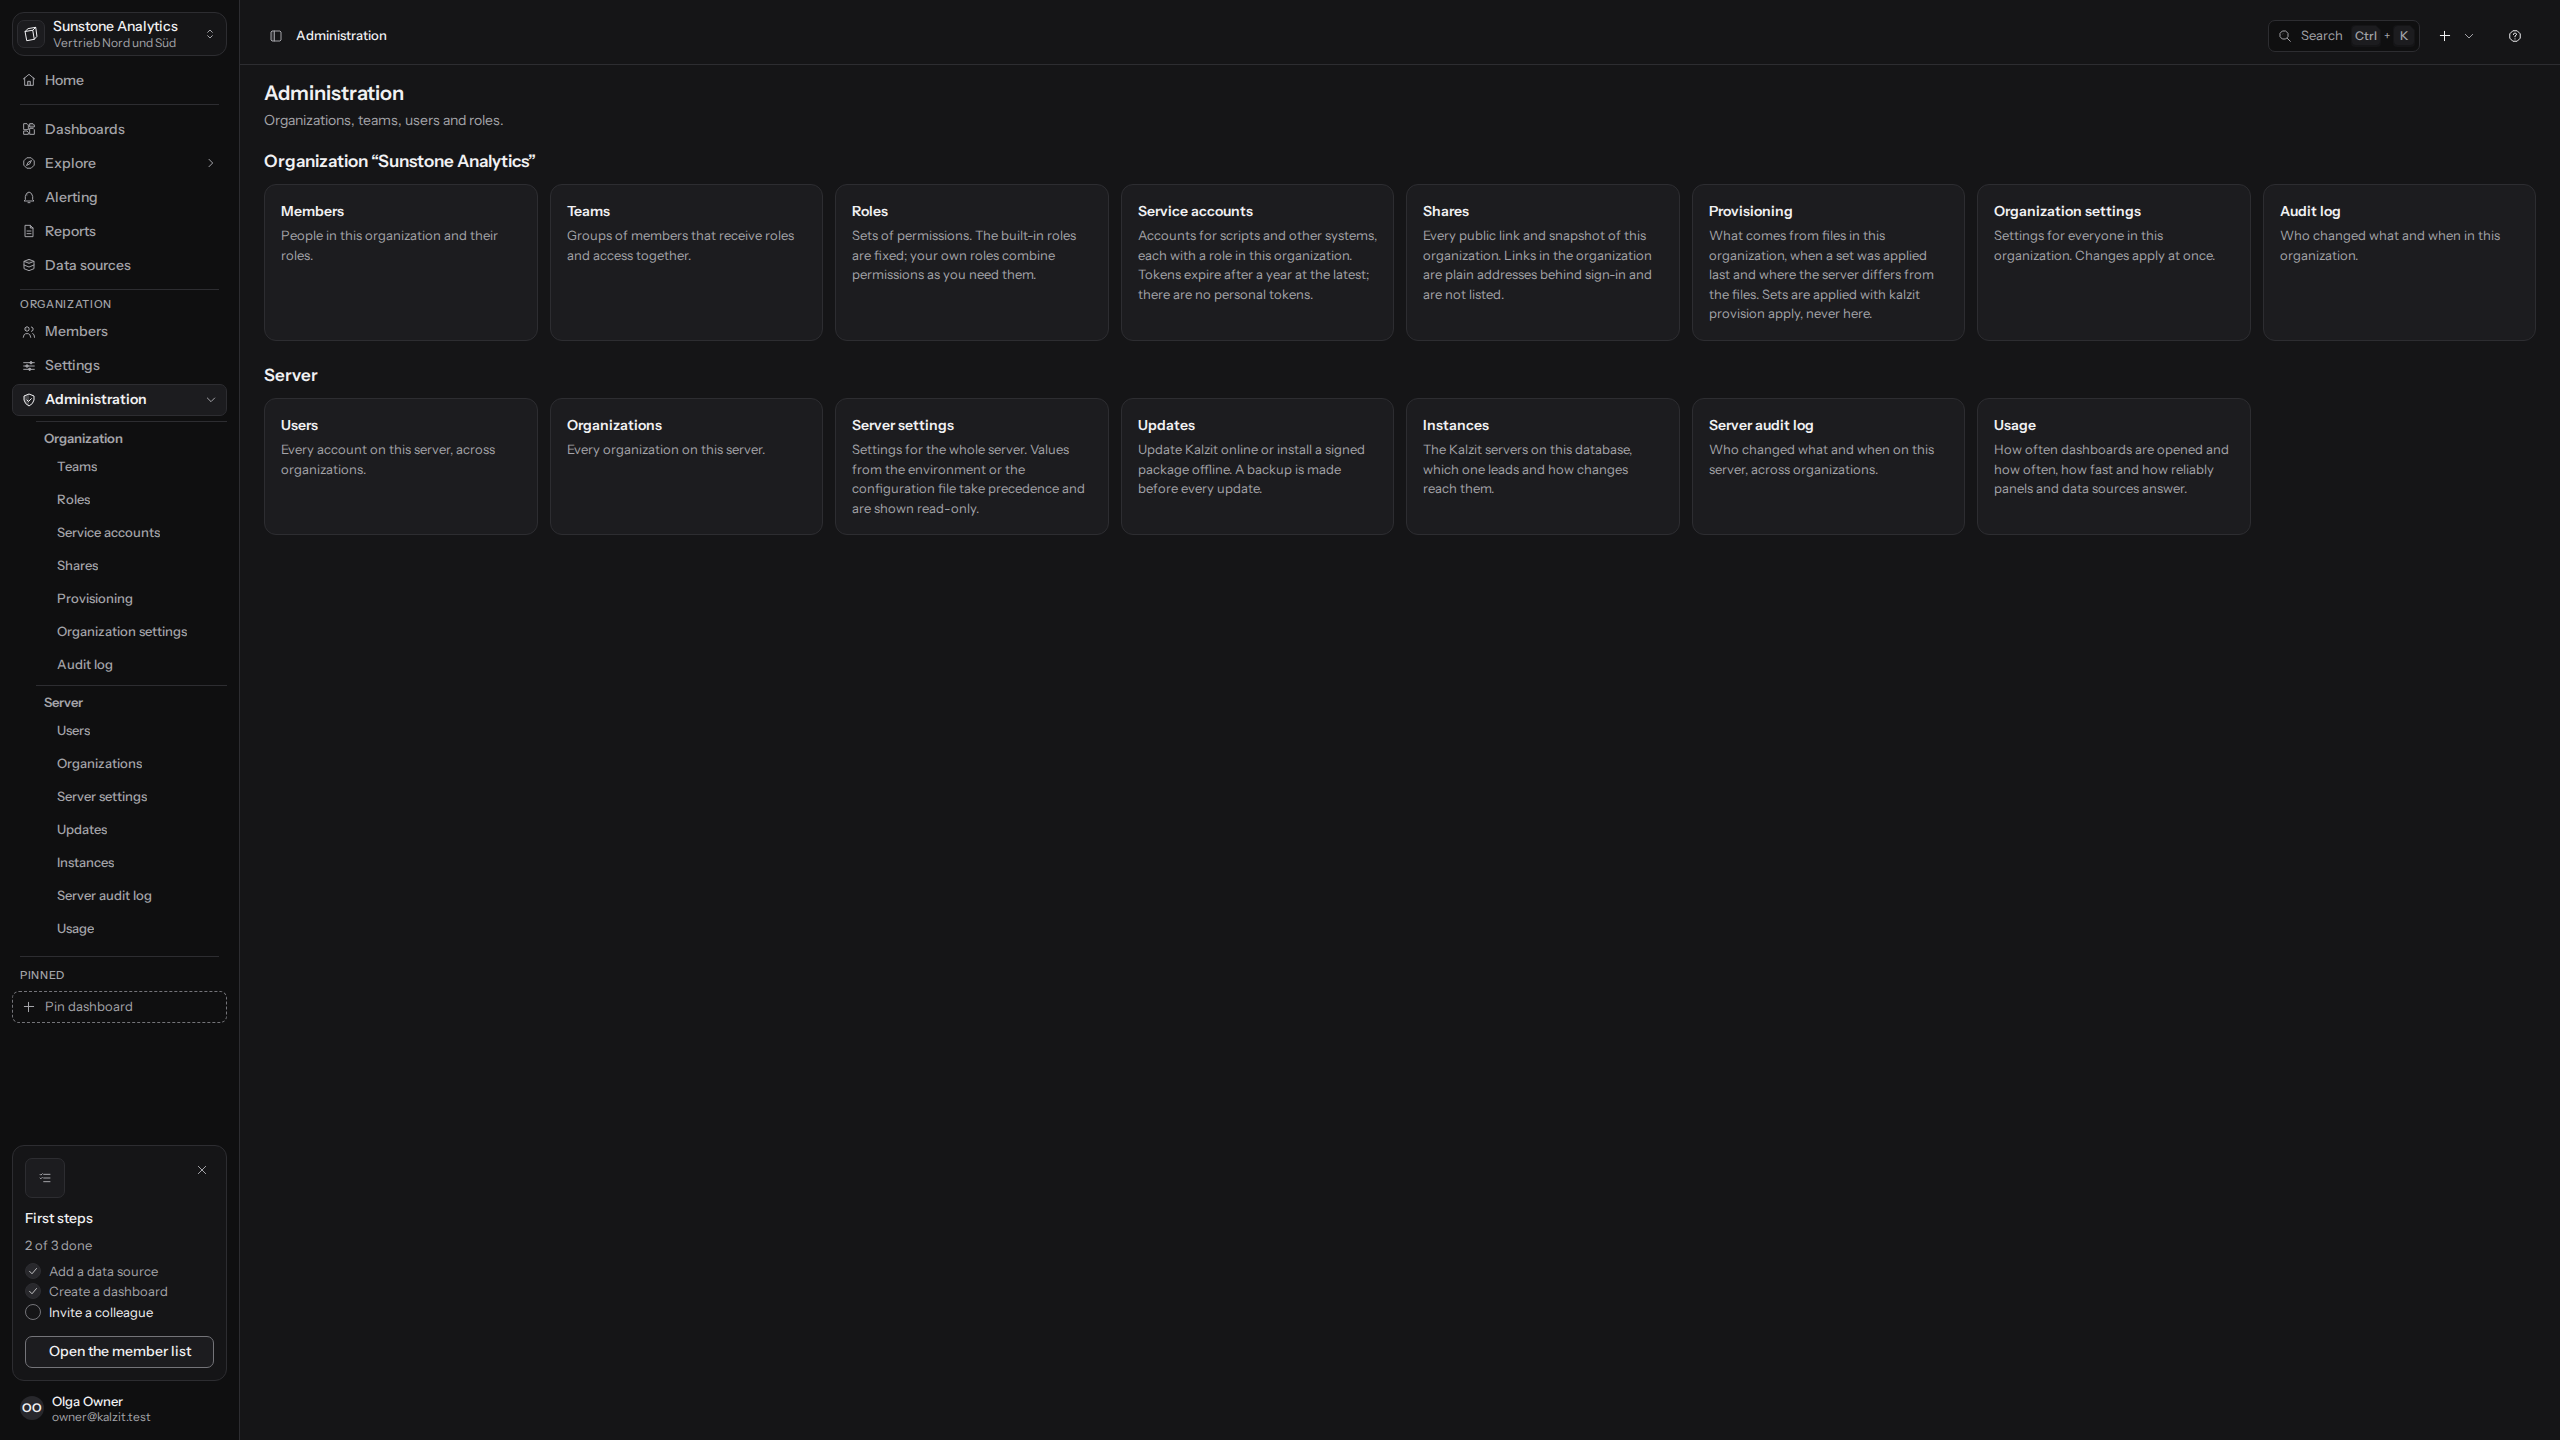 Sunstone Analytics
Vertrieb Nord und Süd
Home
Dashboards
Explore
Alerting
Reports
Data sources
ORGANIZATION
Members
Settings
Administration
Organization
Teams
Roles
Service accounts
Shares
Provisioning
Organization settings
Audit log
Server
Users
Organizations
Server settings
Updates
Instances
Server audit log
Usage
PINNED
Pin dashboard
First steps
2 of 3 done
Add a data source
Create a dashboard
Invite a colleague
Open the member list
OO
Olga Owner
owner@kalzit.test
Administration
Search Ctrl + K
Administration
Organizations, teams, users and roles.
Organization “Sunstone Analytics”
Members
People in this organization and their
roles.
Teams
Groups of members that receive roles
and access together.
Roles
Sets of permissions. The built-in roles
are fixed; your own roles combine
permissions as you need them.
Service accounts
Accounts for scripts and other systems,
each with a role in this organization.
Tokens expire after a year at the latest;
there are no personal tokens.
Shares
Every public link and snapshot of this
organization. Links in the organization
are plain addresses behind sign-in and
are not listed.
Provisioning
What comes from files in this
organization, when a set was applied
last and where the server differs from
the files. Sets are applied with kalzit
provision apply, never here.
Organization settings
Settings for everyone in this
organization. Changes apply at once.
Audit log
Who changed what and when in this
organization.
Server
Users
Every account on this server, across
organizations.
Organizations
Every organization on this server.
Server settings
Settings for the whole server. Values
from the environment or the
configuration file take precedence and
are shown read-only.
Updates
Update Kalzit online or install a signed
package offline. A backup is made
before every update.
Instances
The Kalzit servers on this database,
which one leads and how changes
reach them.
Server audit log
Who changed what and when on this
server, across organizations.
Usage
How often dashboards are opened and
how often, how fast and how reliably
panels and data sources answer.